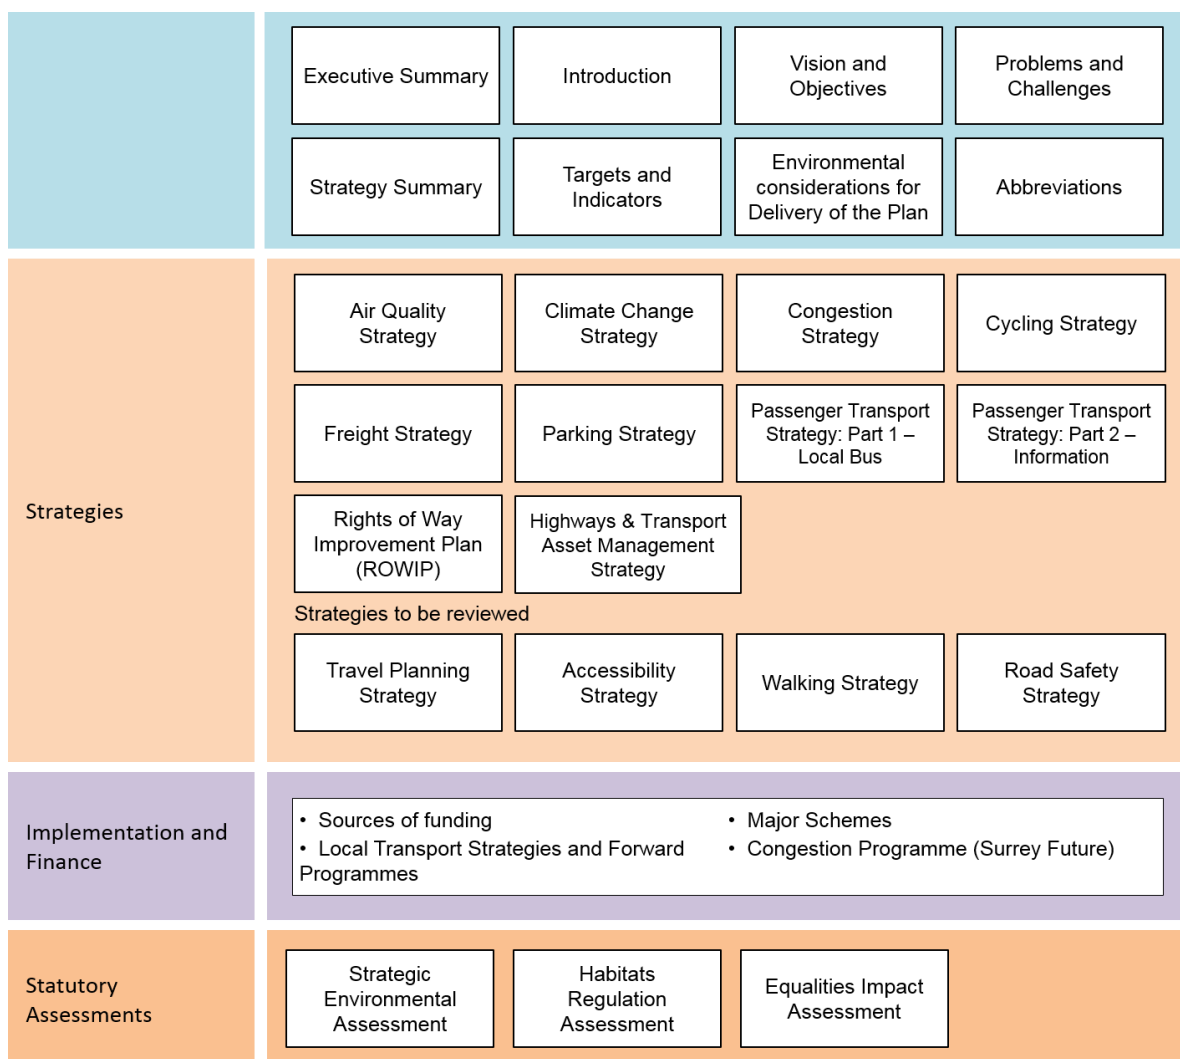 Executive Summary
Introduction
Vision and
Objectives
Problems and
Challenges
Strategy Summary
Targets and
Indicators
Environmental
considerations for
Delivery of the Plan
Abbreviations
Strategies
Air Quality
Strategy
Climate Change
Strategy
Congestion
Strategy
Cycling Strategy
Freight Strategy
Parking Strategy
Passenger Transport
Strategy: Part 1 –
Local Bus
Passenger Transport
Strategy: Part 2 –
Information
Rights of Way
Improvement Plan
(ROWIP)
Highways & Transport
Asset Management
Strategy
Strategies to be reviewed
Travel Planning
Strategy
Accessibility
Strategy
Walking Strategy
Road Safety
Strategy
Implementation and
Finance
• Sources of funding
• Local Transport Strategies and Forward
Programmes
• Major Schemes
• Congestion Programme (Surrey Future)
Statutory
Assessments
Strategic
Environmental
Assessment
Habitats
Regulation
Assessment
Equalities Impact
Assessment